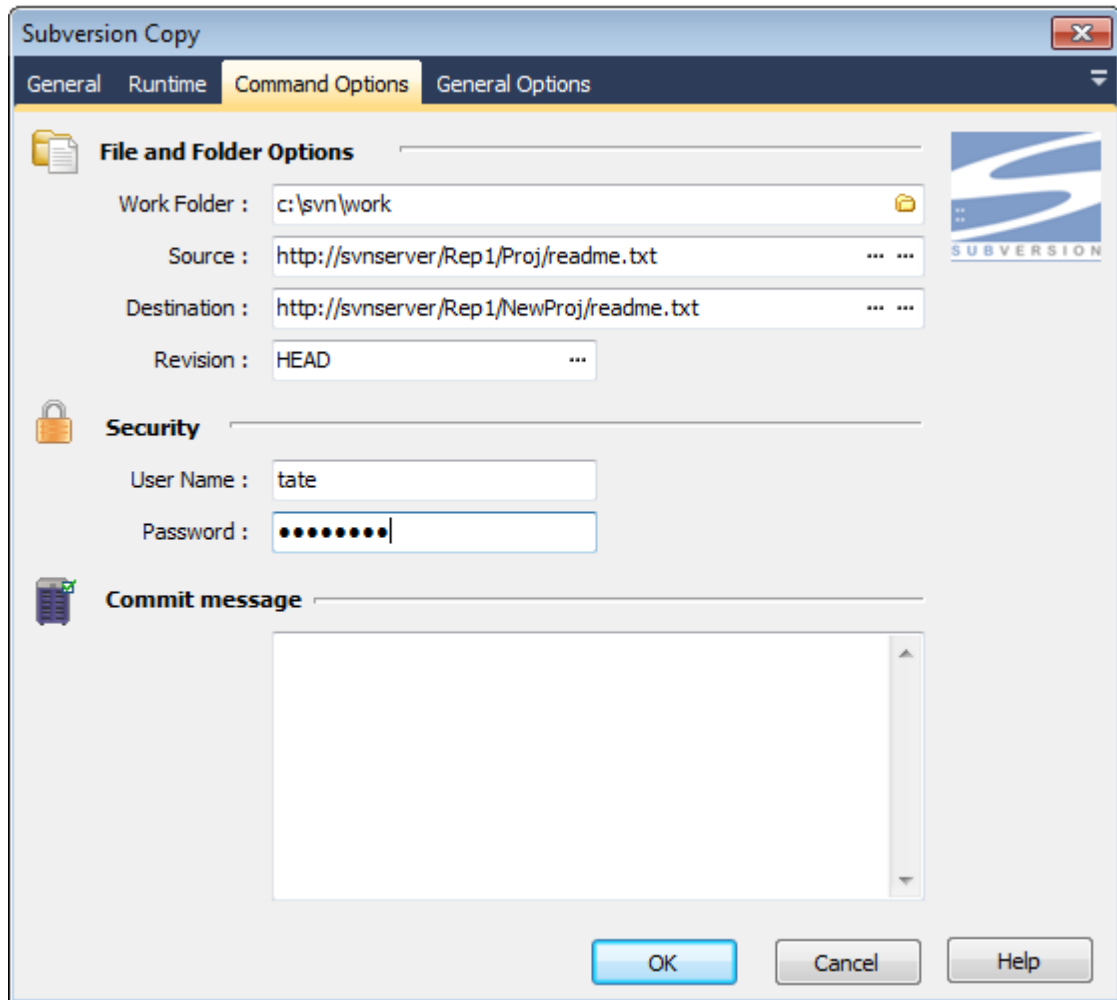 Subversion Copy
General Runtime Command Options General Options
File and Folder Options
Work Folder : c:\svn\work
Source : http://svnserver/Rep1/Proj/readme.txt ... ...
Destination : http://svnserver/Rep1/NewProj/readme.txt ... ...
Revision : HEAD ...
SUBVERSION
Security
User Name : tate
Password : ●●●●●●●●
Commit message
OK Cancel Help